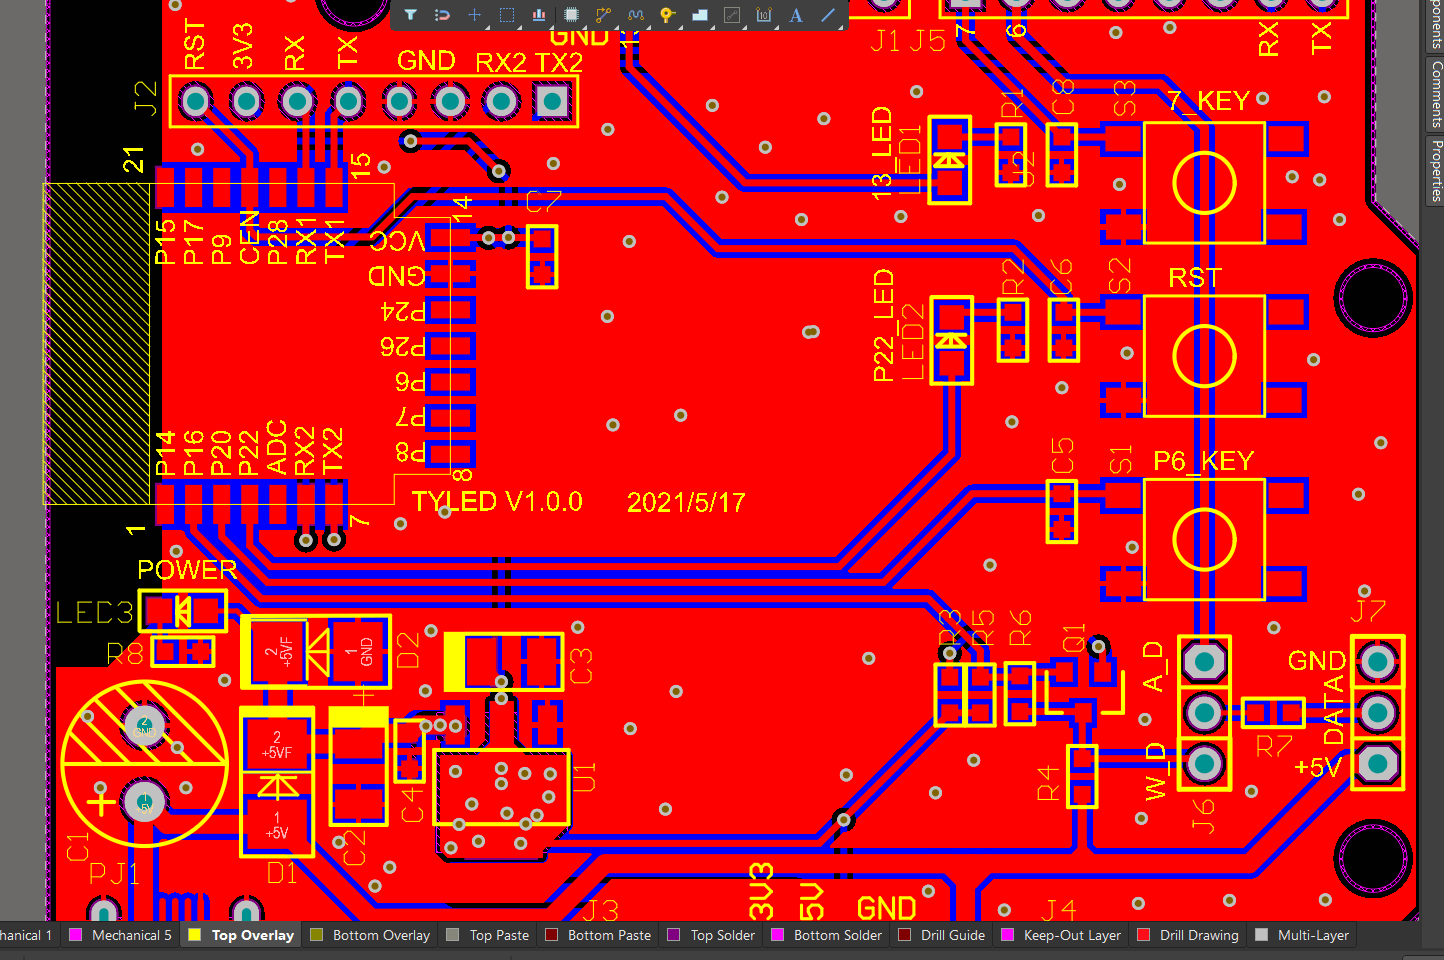 RST 3V3 RX TX GND RX2 TX2
J2
GND
1
J1 J5
7 6
RX TX
21 15
13_LED
LED1
R1
J2
C8
S3
7_KEY
P15 P17 P9 CEN P28 RX1 TX1
14
C7
VCC
GND
P24
P26
P6
P7
P8
8
P22_LED
LED2
R2
C6
S2
RST
P14 P16 P20 P22 ADC RX2 TX2
1 7
TYLED V1.0.0 2021/5/17
C5
S1
P6_KEY
POWER
LED3
R8
2
+5VF
1
GND
D2
C3
R3 R5 R6
Q1
A_D
W_D
J6
R4
R7
J7
GND
DATA
+5V
2
GND
1
+5V
C1
2
+5VF
1
+5V
D1
C2
C4
U1
PJ1
J3
3V3 5V GND
J4
Comments
Properties
Mechanical 5
Top Overlay
Bottom Overlay
Top Paste
Bottom Paste
Top Solder
Bottom Solder
Drill Guide
Keep-Out Layer
Drill Drawing
Multi-Layer